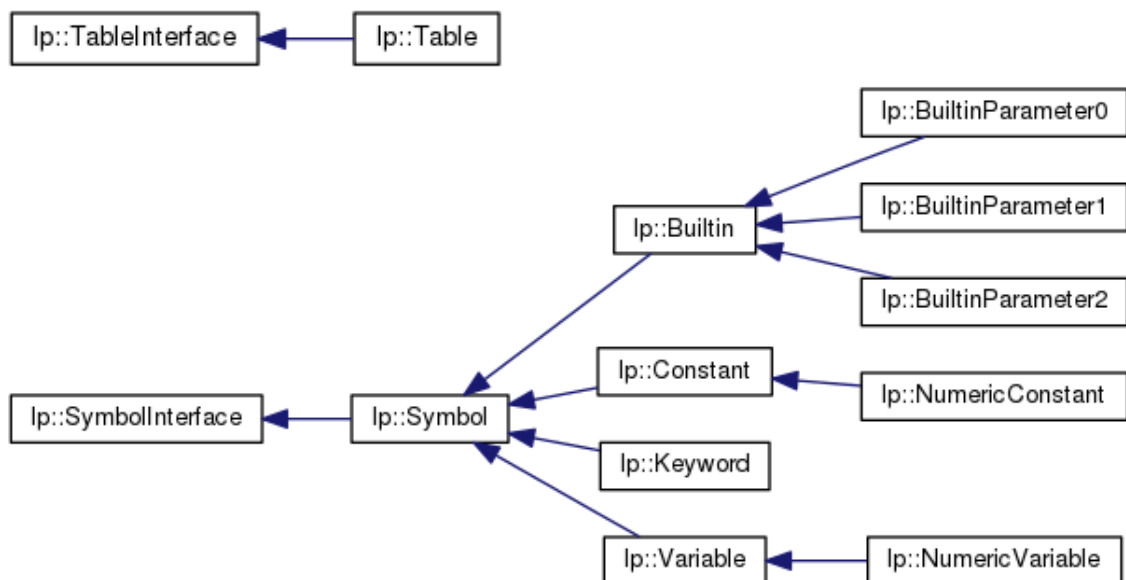 lp::TableInterface
lp::Table
lp::BuiltinParameter0
lp::BuiltinParameter1
lp::Builtin
lp::BuiltinParameter2
lp::Constant
lp::NumericConstant
lp::SymbolInterface
lp::Symbol
lp::Keyword
lp::Variable
lp::NumericVariable